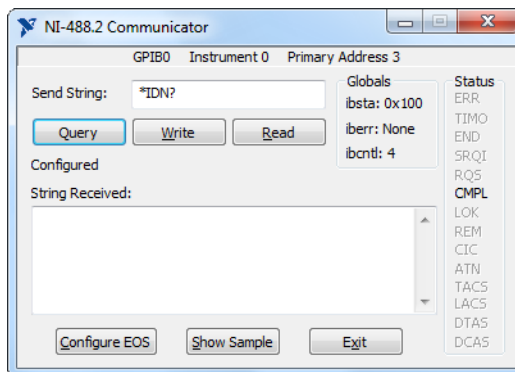 NI-488.2 Communicator
GPIB0 Instrument 0 Primary Address 3
Send String: *IDN?
Query Write Read
Configured
String Received:
Globals
ibsta: 0x100
iberr: None
ibcntl: 4
Status
ERR
TIMO
END
SRQI
RQS
CMPL
LOK
REM
CIC
ATN
TACS
LACS
DTAS
DCAS
Configure EOS Show Sample Exit